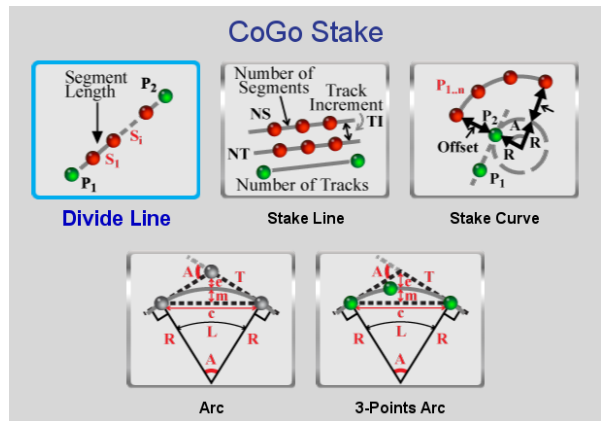 CoGo Stake
Segment
Length
P2
Si
S1
P1
Divide Line
Number of
Segments
Track
Increment
NS
TI
NT
Number of Tracks
Stake Line
P1..n
P2
A
R
R
Offset
P1
Stake Curve
A
e
T
m
c
L
R
R
A
Arc
A
e
T
m
c
L
R
R
A
3-Points Arc